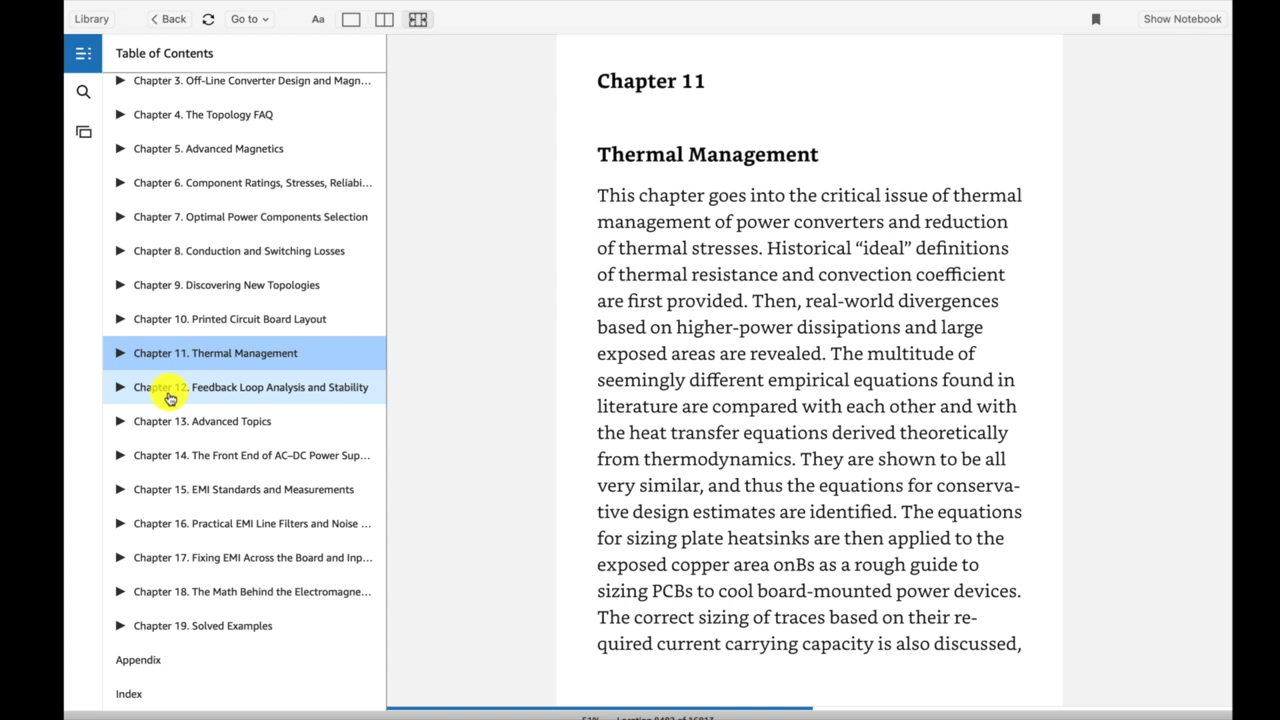 Library
Back
Go to
Aa
Show Notebook
Table of Contents
Chapter 3. Off-Line Converter Design and Magn...
Chapter 4. The Topology FAQ
Chapter 5. Advanced Magnetics
Chapter 6. Component Ratings, Stresses, Reliabi...
Chapter 7. Optimal Power Components Selection
Chapter 8. Conduction and Switching Losses
Chapter 9. Discovering New Topologies
Chapter 10. Printed Circuit Board Layout
Chapter 11. Thermal Management
Chapter 12. Feedback Loop Analysis and Stability
Chapter 13. Advanced Topics
Chapter 14. The Front End of AC–DC Power Sup...
Chapter 15. EMI Standards and Measurements
Chapter 16. Practical EMI Line Filters and Noise ...
Chapter 17. Fixing EMI Across the Board and Inp...
Chapter 18. The Math Behind the Electromagne...
Chapter 19. Solved Examples
Appendix
Index
Chapter 11
Thermal Management
This chapter goes into the critical issue of thermal
management of power converters and reduction
of thermal stresses. Historical “ideal” definitions
of thermal resistance and convection coefficient
are first provided. Then, real-world divergences
based on higher-power dissipations and large
exposed areas are revealed. The multitude of
seemingly different empirical equations found in
literature are compared with each other and with
the heat transfer equations derived theoretically
from thermodynamics. They are shown to be all
very similar, and thus the equations for conserva-
tive design estimates are identified. The equations
for sizing plate heatsinks are then applied to the
exposed copper area onBs as a rough guide to
sizing PCBs to cool board-mounted power devices.
The correct sizing of traces based on their re-
quired current carrying capacity is also discussed,